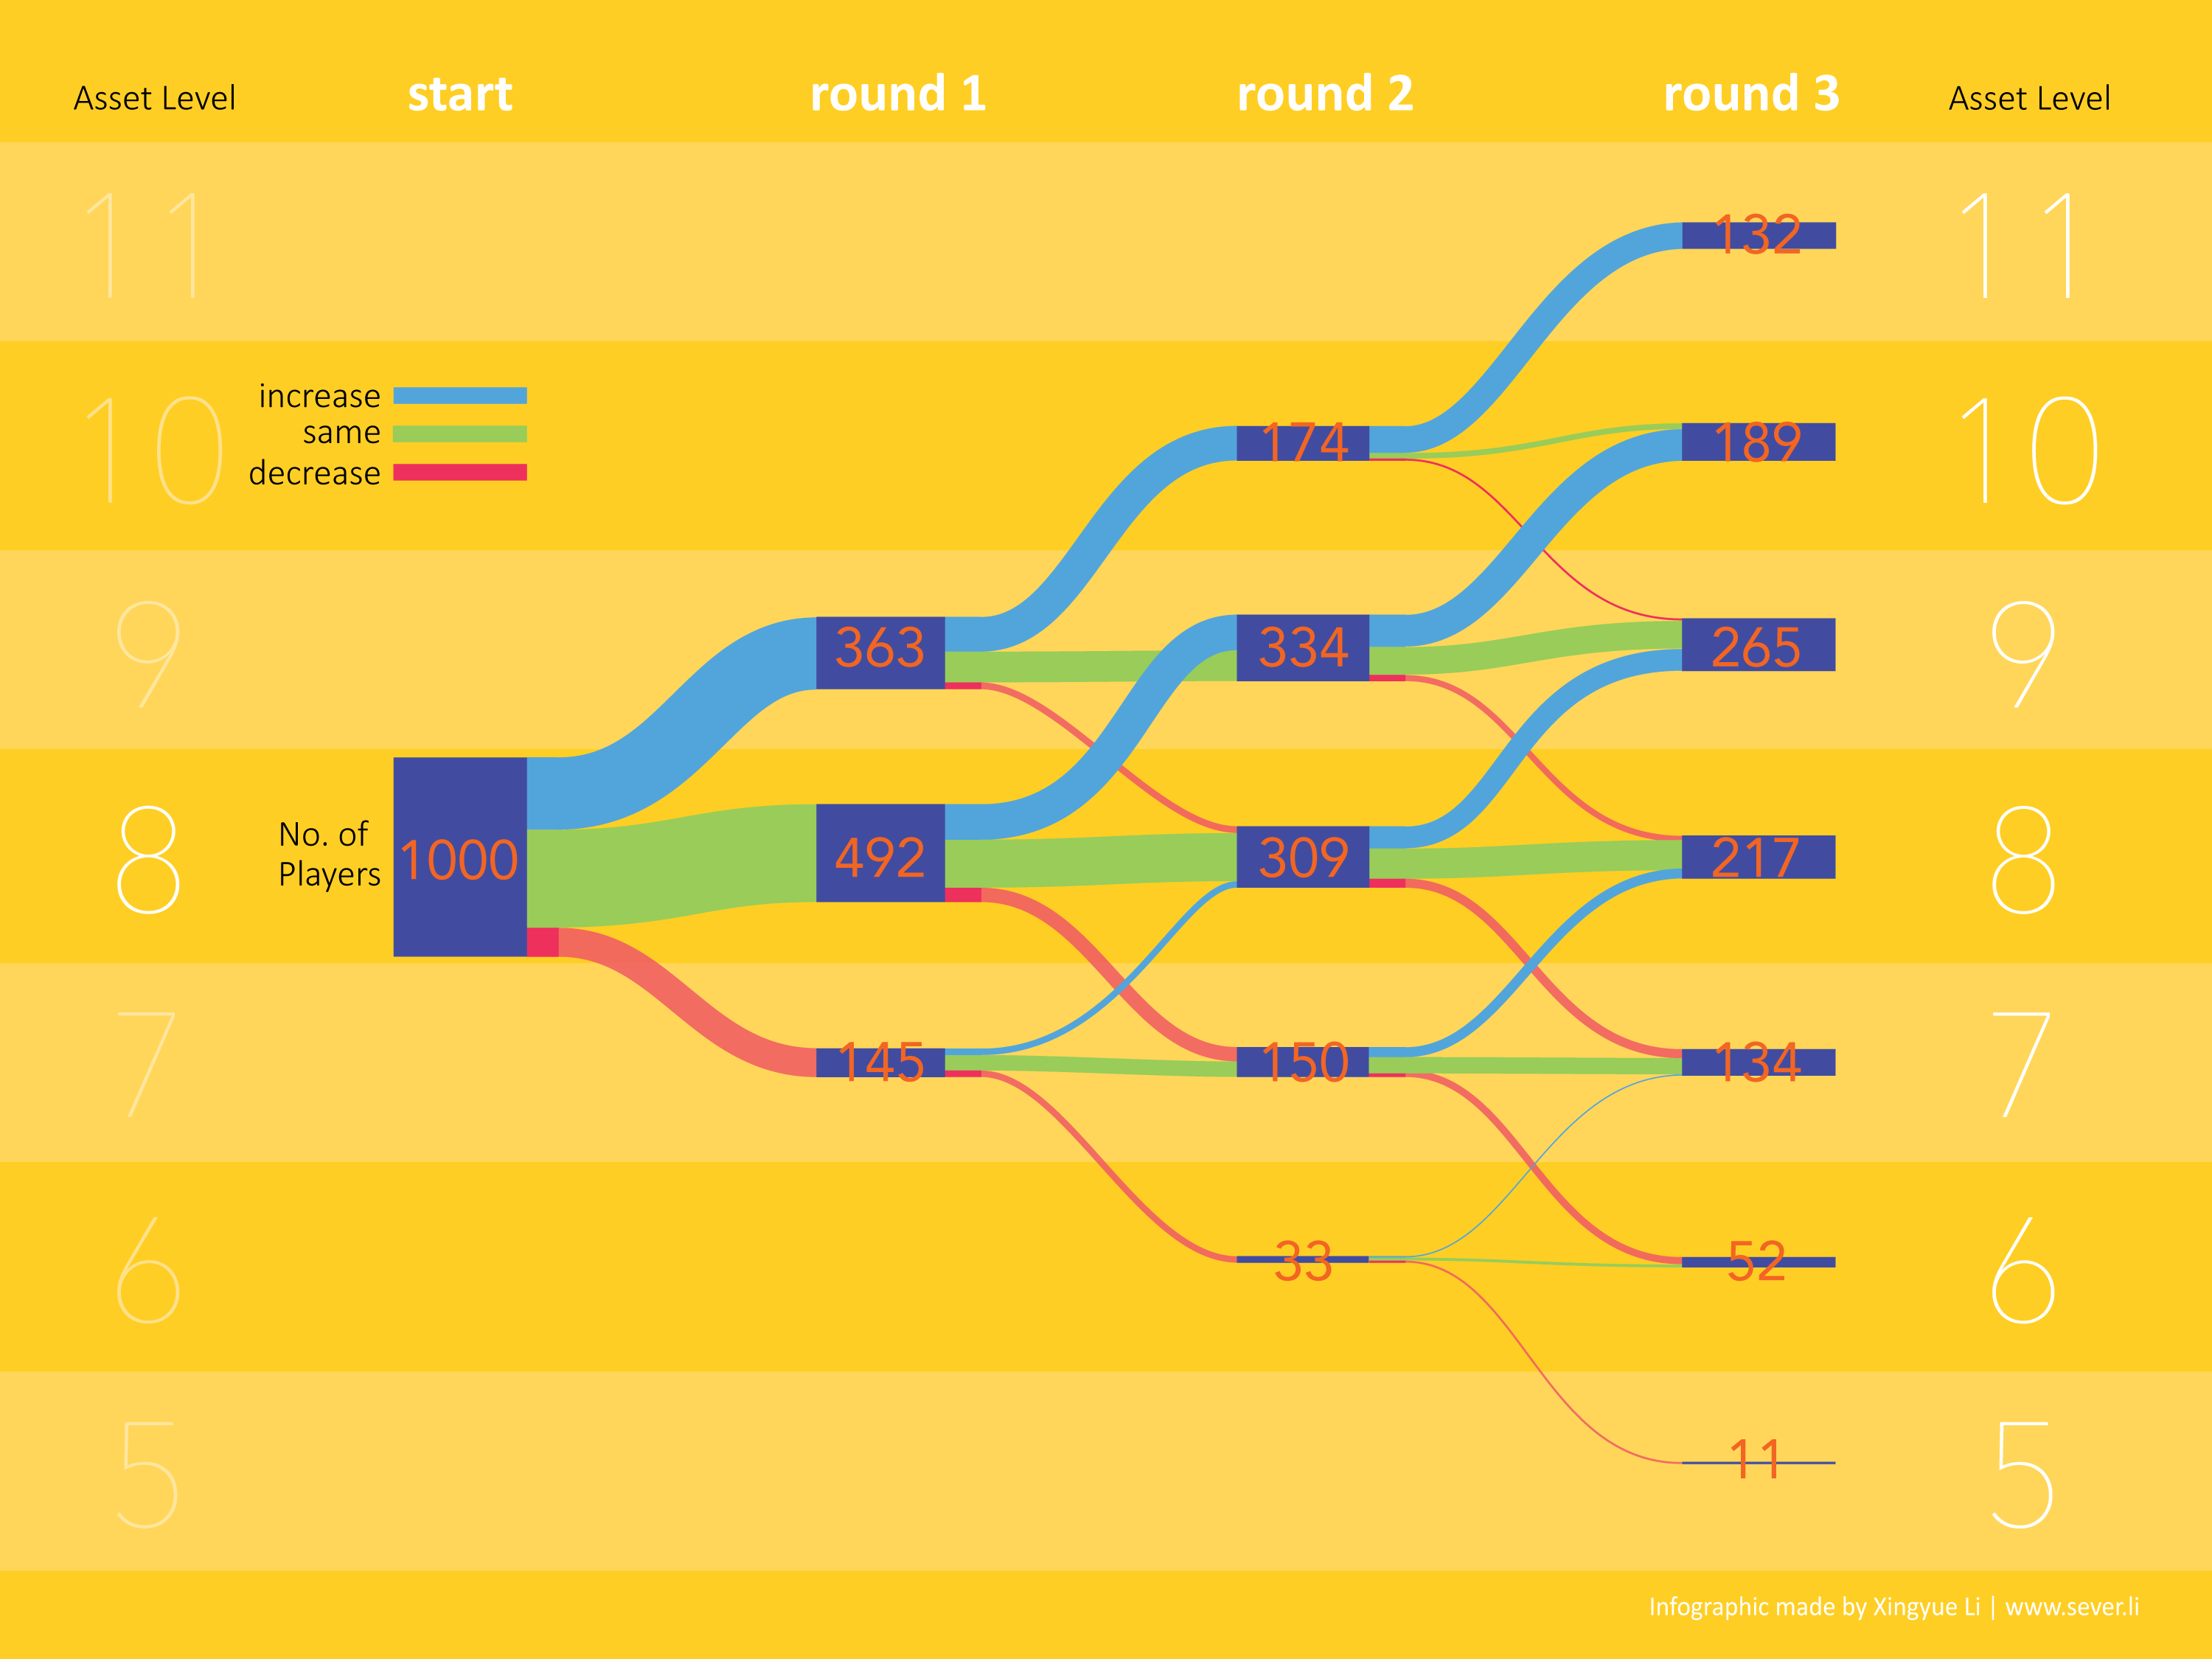 Asset Level start round 1 round 2 round 3 Asset Level
11 132 11
10 174 189 10
increase
same
decrease
9 363 334 265 9
8 No. of Players 1000 492 309 217 8
7 145 150 134 7
6 33 52 6
5 11 5
Infographic made by Xingyue Li | www.sever.li